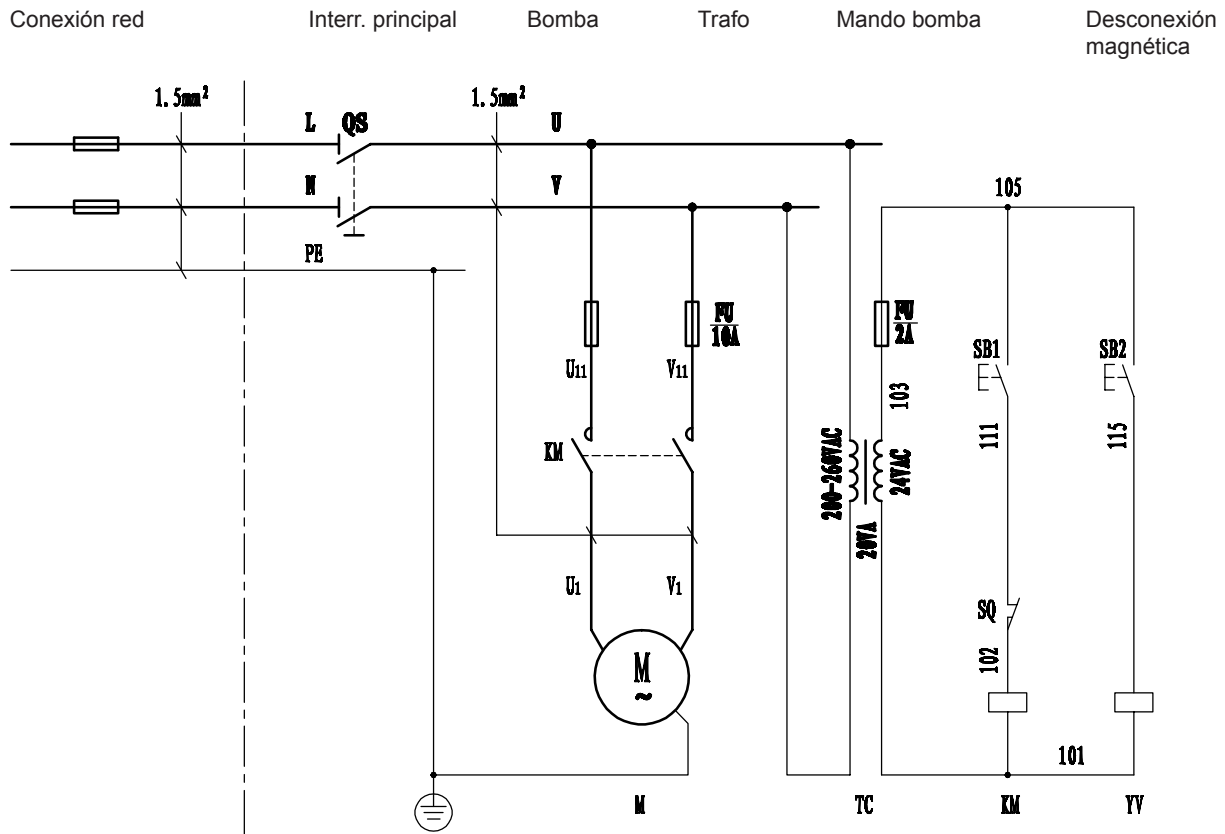 Conexión red
Interr. principal
Bomba
Trafo
Mando bomba
Desconexión
magnética
1.5mm²
1.5mm²
L
QS
U
N
V
PE
105
FU
10A
FU
2A
U11
V11
SB1
SB2
103
111
115
KM
200-260VAC
24VAC
20VA
U1
V1
SQ
102
M
~
101
M
TC
KM
YV